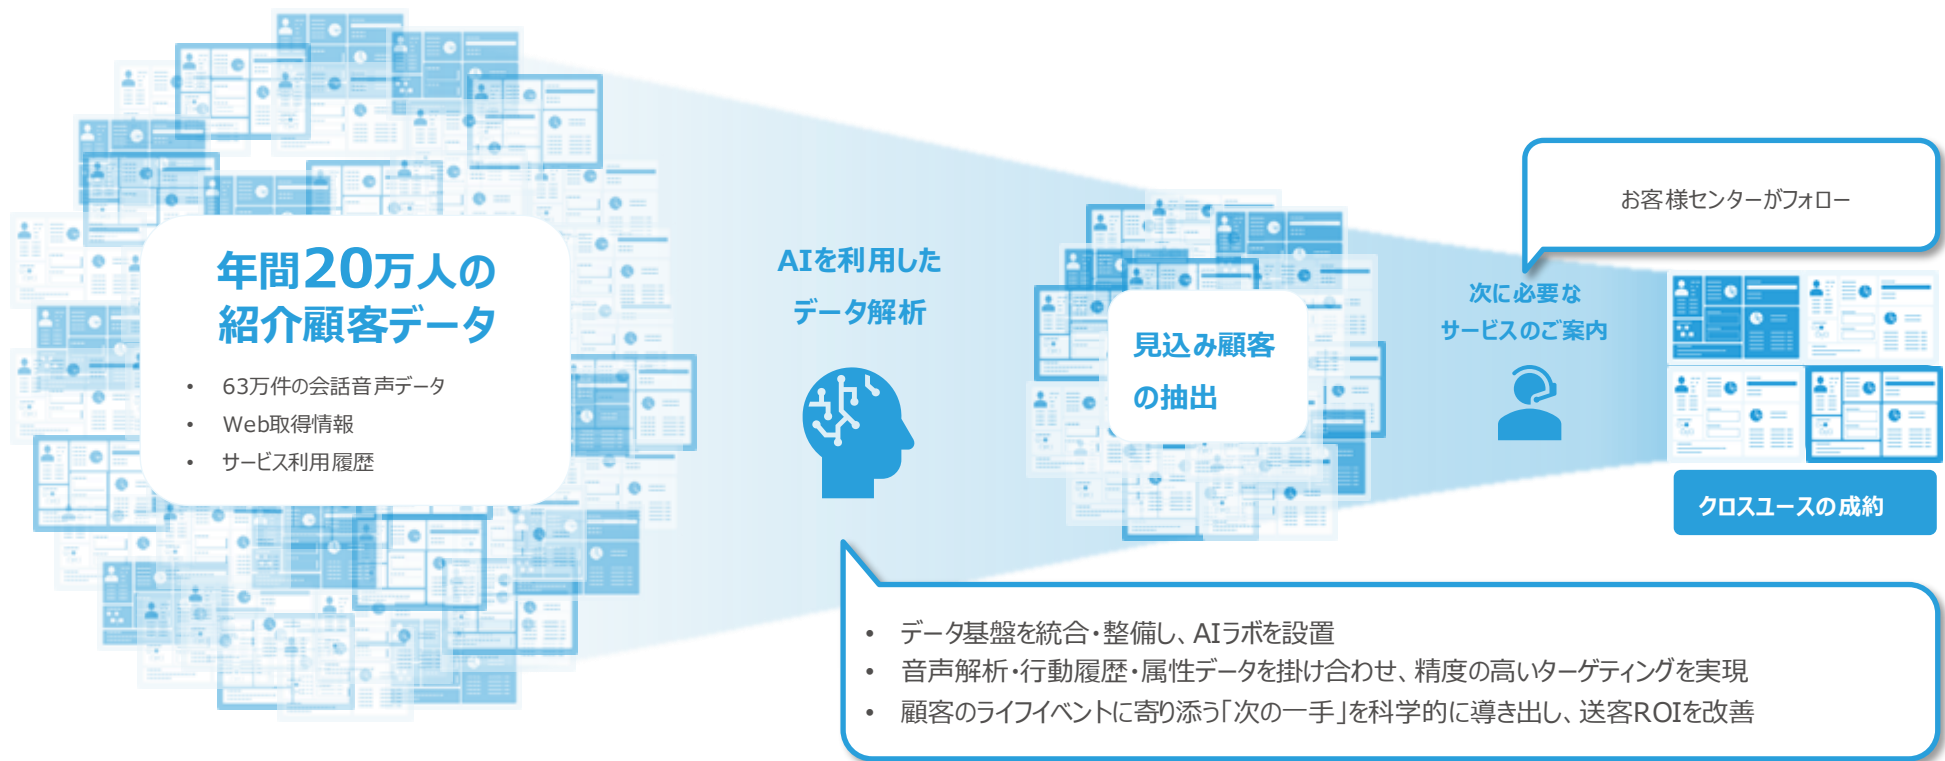 年間20万人の
紹介顧客データ
• 63万件の会話音声データ
• Web取得情報
• サービス利用履歴
AIを利用した
データ解析
見込み顧客
の抽出
お客様センターがフォロー
次に必要な
サービスのご案内
クロスユースの成約
• データ基盤を統合・整備し、AIラボを設置
• 音声解析・行動履歴・属性データを掛け合わせ、精度の高いターゲティングを実現
• 顧客のライフイベントに寄り添う「次の一手」を科学的に導き出し、送客ROIを改善